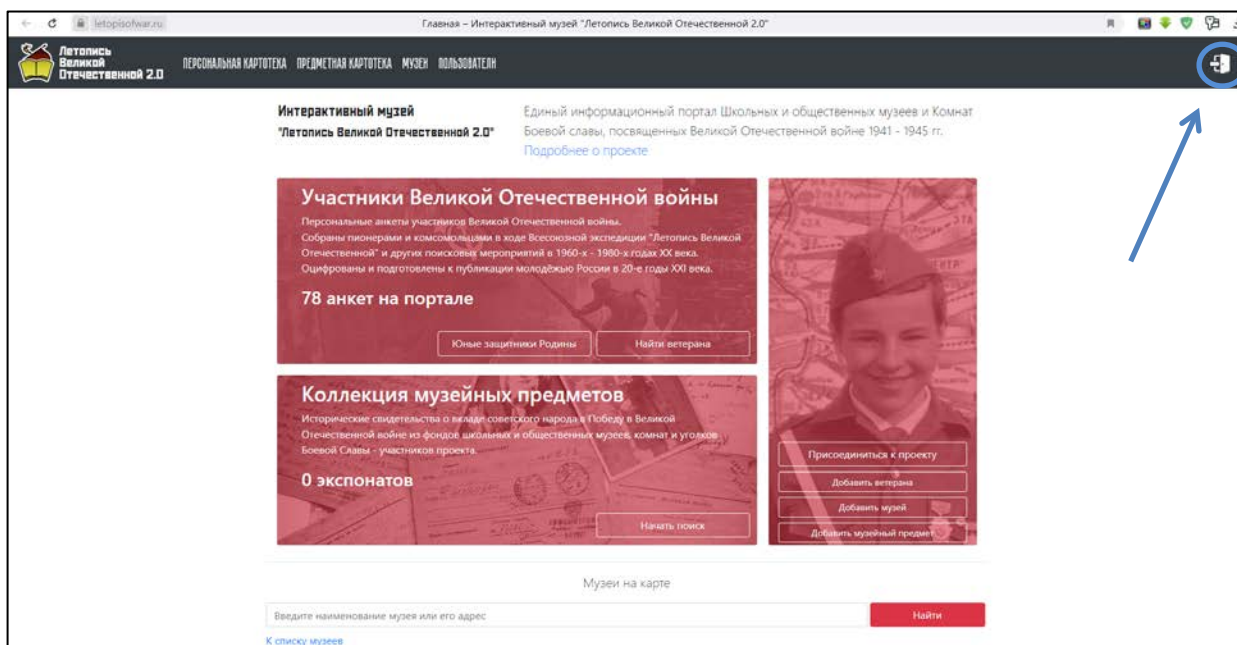 letopisofwar.ru
Главная – Интерактивный музей "Летопись Великой Отечественной 2.0"
Летопись
Великой
Отечественной 2.0
ПЕРСОНАЛЬНАЯ КАРТОТЕКА ПРЕДМЕТНАЯ КАРТОТЕКА МУЗЕИ ПОЛЬЗОВАТЕЛИ
Интерактивный музей
"Летопись Великой Отечественной 2.0"
Единый информационный портал Школьных и общественных музеев и Комнат
Боевой славы, посвященных Великой Отечественной войне 1941 - 1945 гг.
Подробнее о проекте
Участники Великой Отечественной войны
Персональные анкеты участников Великой Отечественной войны.
Собраны пионерами и комсомольцами в ходе Всесоюзной экспедиции "Летопись Великой
Отечественной" и других поисковых мероприятий в 1960-х - 1980-х годах XX века.
Оцифрованы и подготовлены к публикации молодёжью России в 20-е годы XXI века.
78 анкет на портале
Юные защитники Родины
Найти ветерана
Коллекция музейных предметов
Исторические свидетельства о вкладе советского народа в Победу в Великой
Отечественной войне из фондов школьных и общественных музеев, комнат и уголков
Боевой Славы - участников проекта.
0 экспонатов
Начать поиск
Присоединиться к проекту
Добавить ветерана
Добавить музей
Добавить музейный предмет
Музеи на карте
Введите наименование музея или его адрес
Найти
К списку музеев